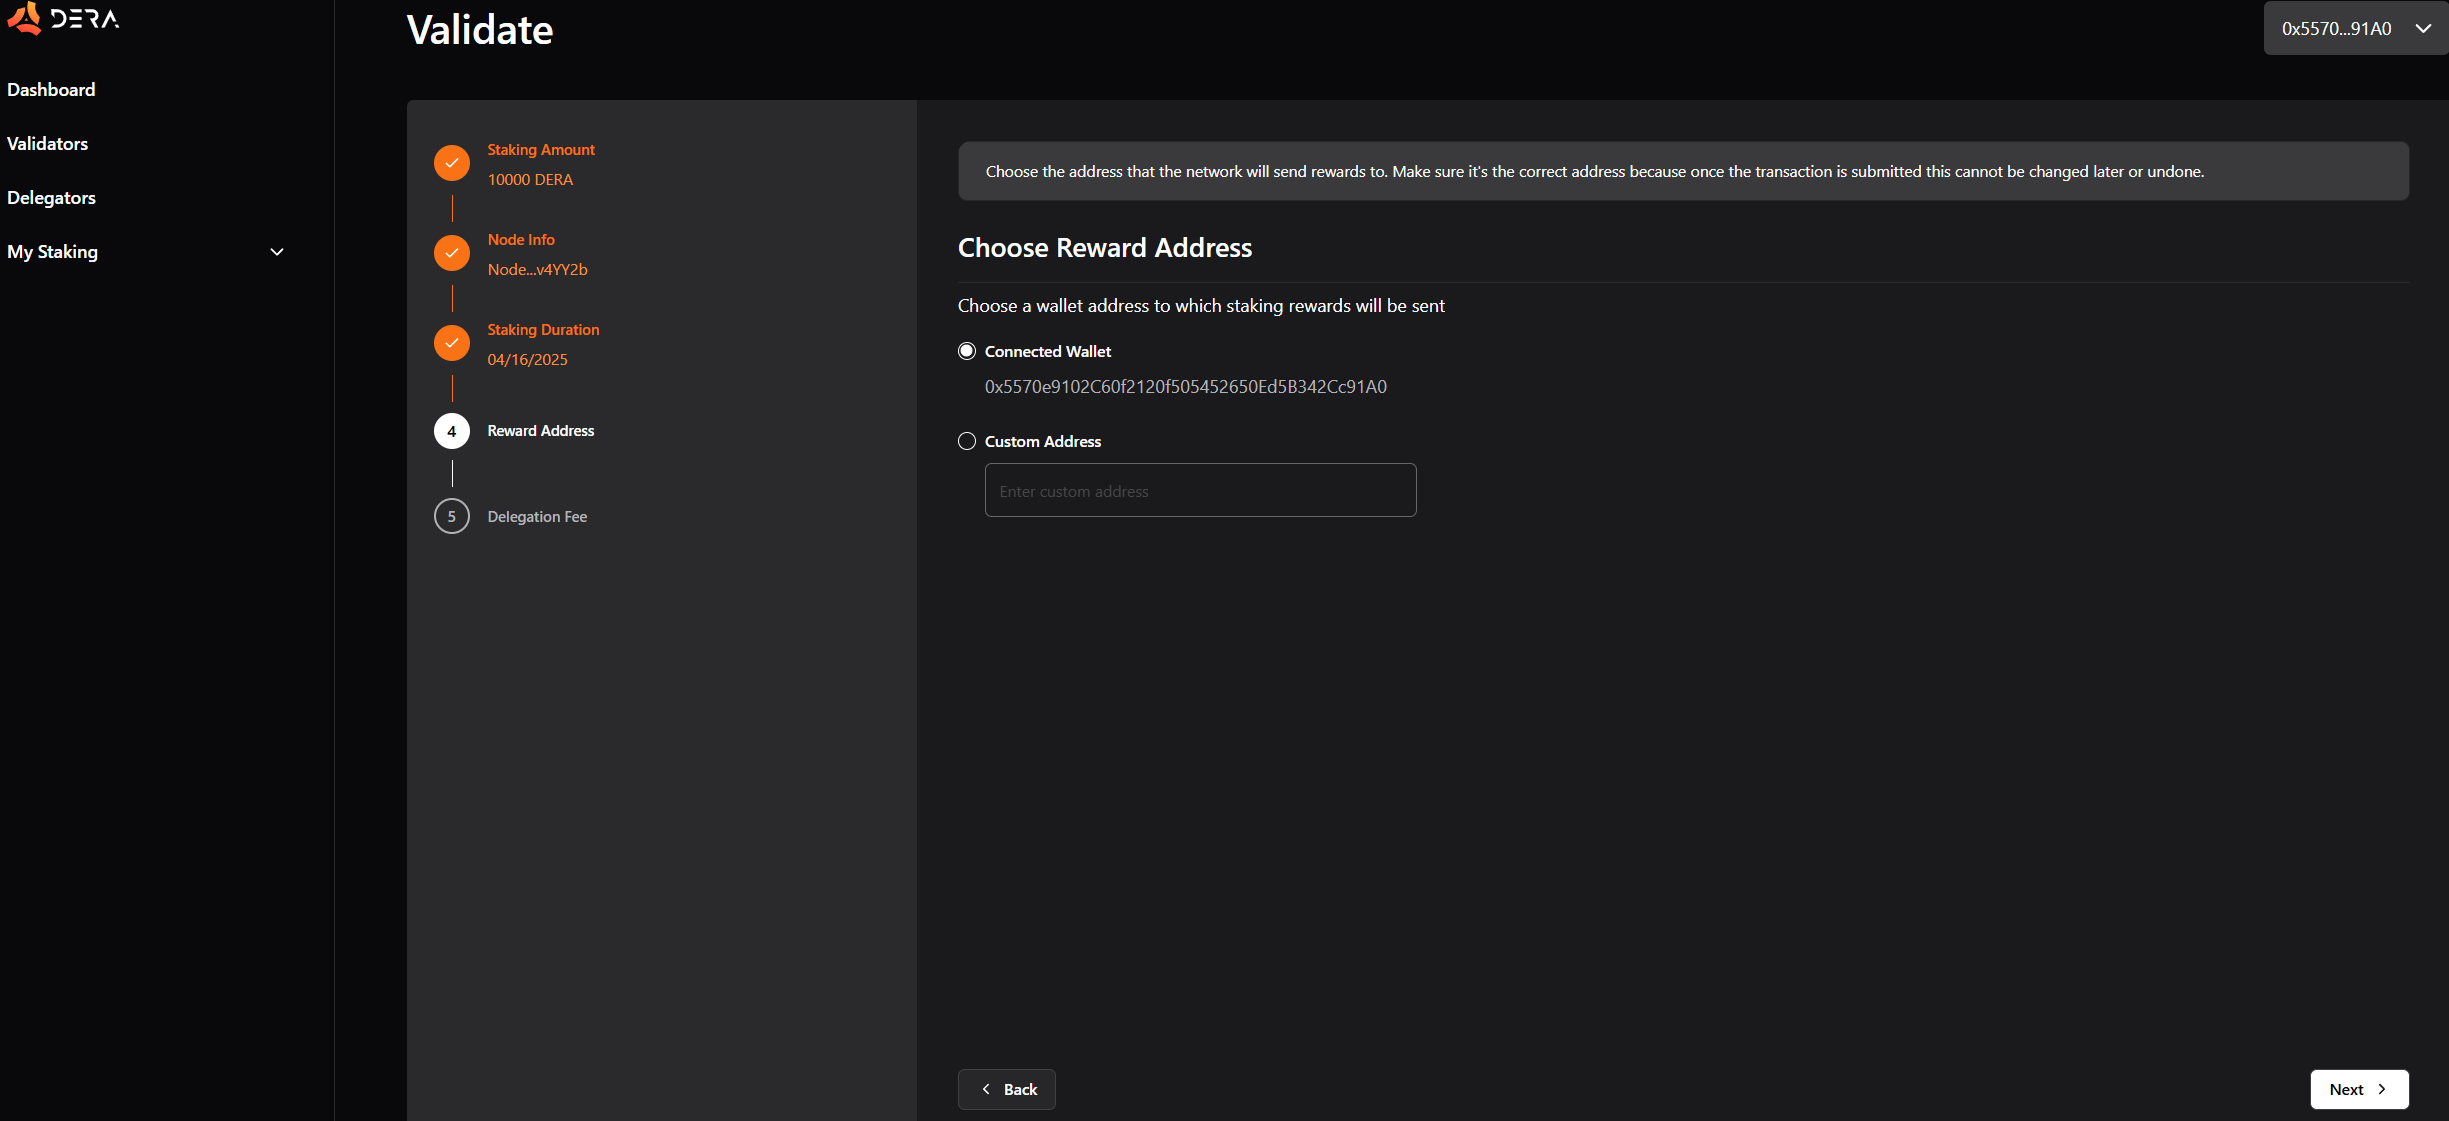 DERA
Dashboard
Validators
Delegators
My Staking
Validate
0x5570...91A0
Staking Amount
10000 DERA
Node Info
Node...v4YY2b
Staking Duration
04/16/2025
4
Reward Address
5
Delegation Fee
Choose the address that the network will send rewards to. Make sure it's the correct address because once the transaction is submitted this cannot be changed later or undone.
Choose Reward Address
Choose a wallet address to which staking rewards will be sent
Connected Wallet
0x5570e9102C60f2120f505452650Ed5B342Cc91A0
Custom Address
Enter custom address
Back
Next